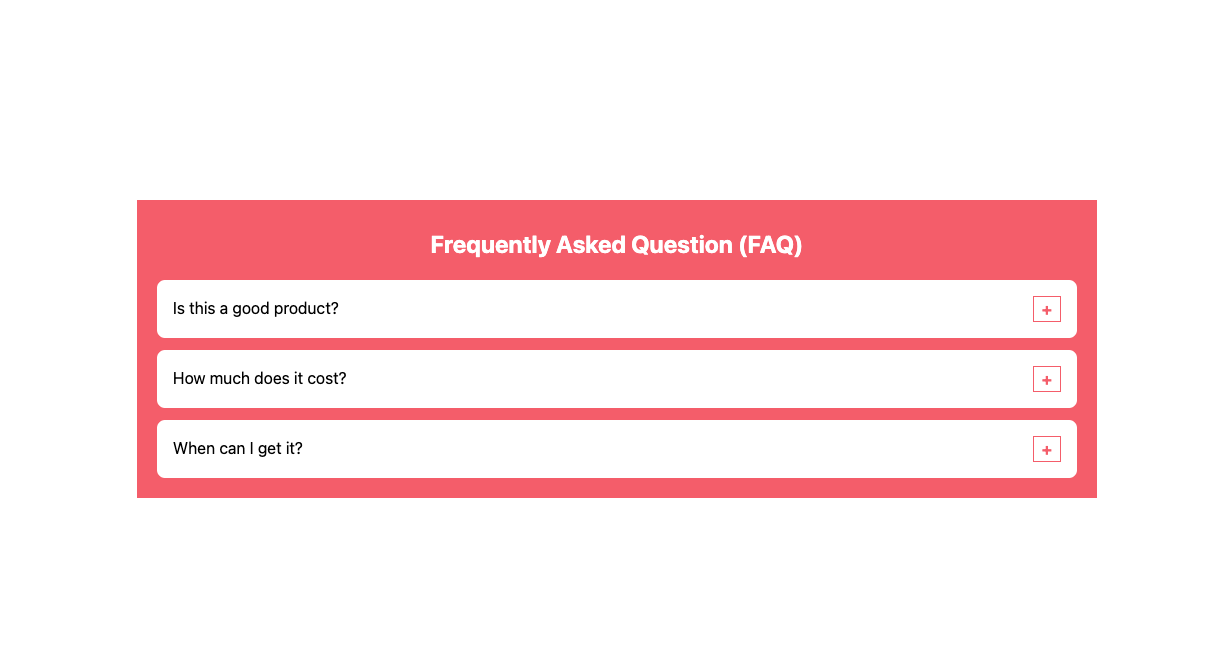 Frequently Asked Question (FAQ)
Is this a good product?
+
How much does it cost?
+
When can I get it?
+